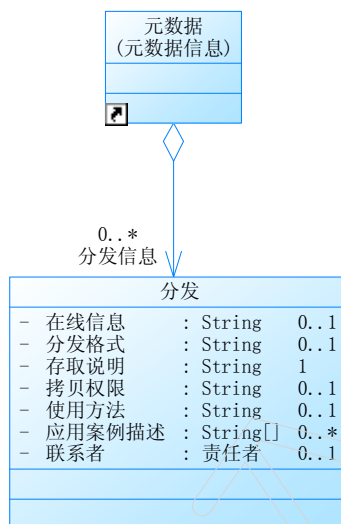 元数据
(元数据信息)
0..*
分发信息
分发
- 在线信息 : String 0..1
- 分发格式 : String 0..1
- 存取说明 : String 1
- 拷贝权限 : String 0..1
- 使用方法 : String 0..1
- 应用案例描述 : String[] 0..*
- 联系者 : 责任者 0..1